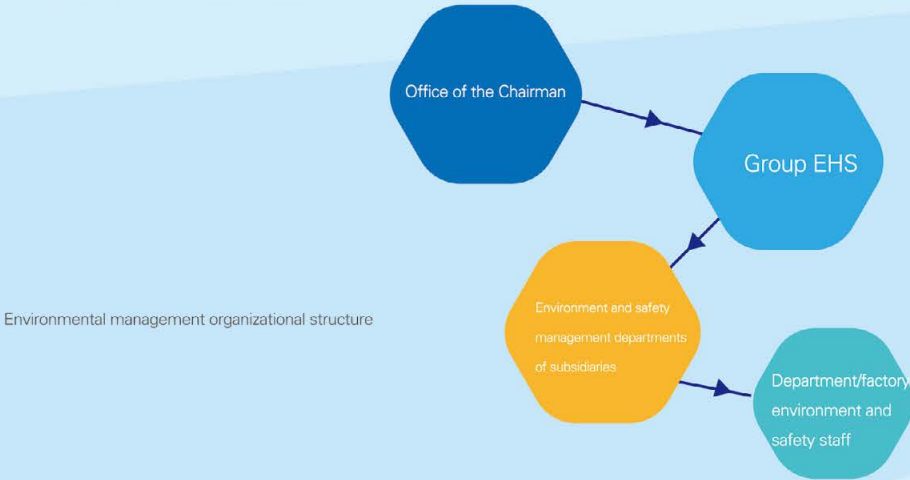 Office of the Chairman
Group EHS
Environment and safety
management departments
of subsidiaries
Environmental management organizational structure
Department/factory
environment and
safety staff